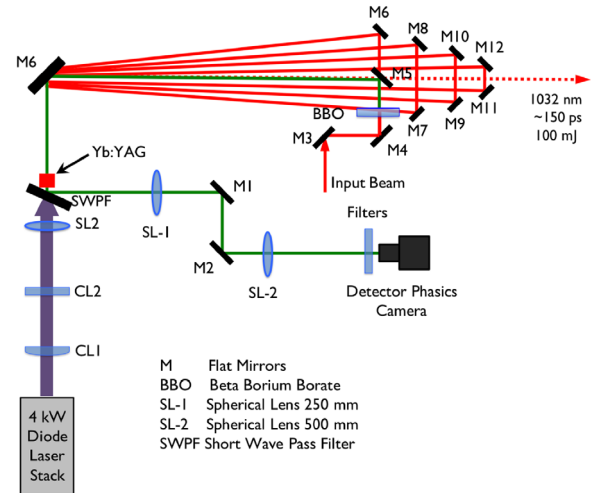 M6
M8
M10
M12
M6
M5
1032 nm
~150 ps
100 mJ
BBO
M7
M9
M11
M3
M4
Yb:YAG
Input Beam
SWPF
M1
Filters
SL2
SL-1
M2
SL-2
Detector Phasics
Camera
CL2
CL1
M Flat Mirrors
BBO Beta Borium Borate
SL-1 Spherical Lens 250 mm
SL-2 Spherical Lens 500 mm
SWPF Short Wave Pass Filter
4 kW
Diode
Laser
Stack